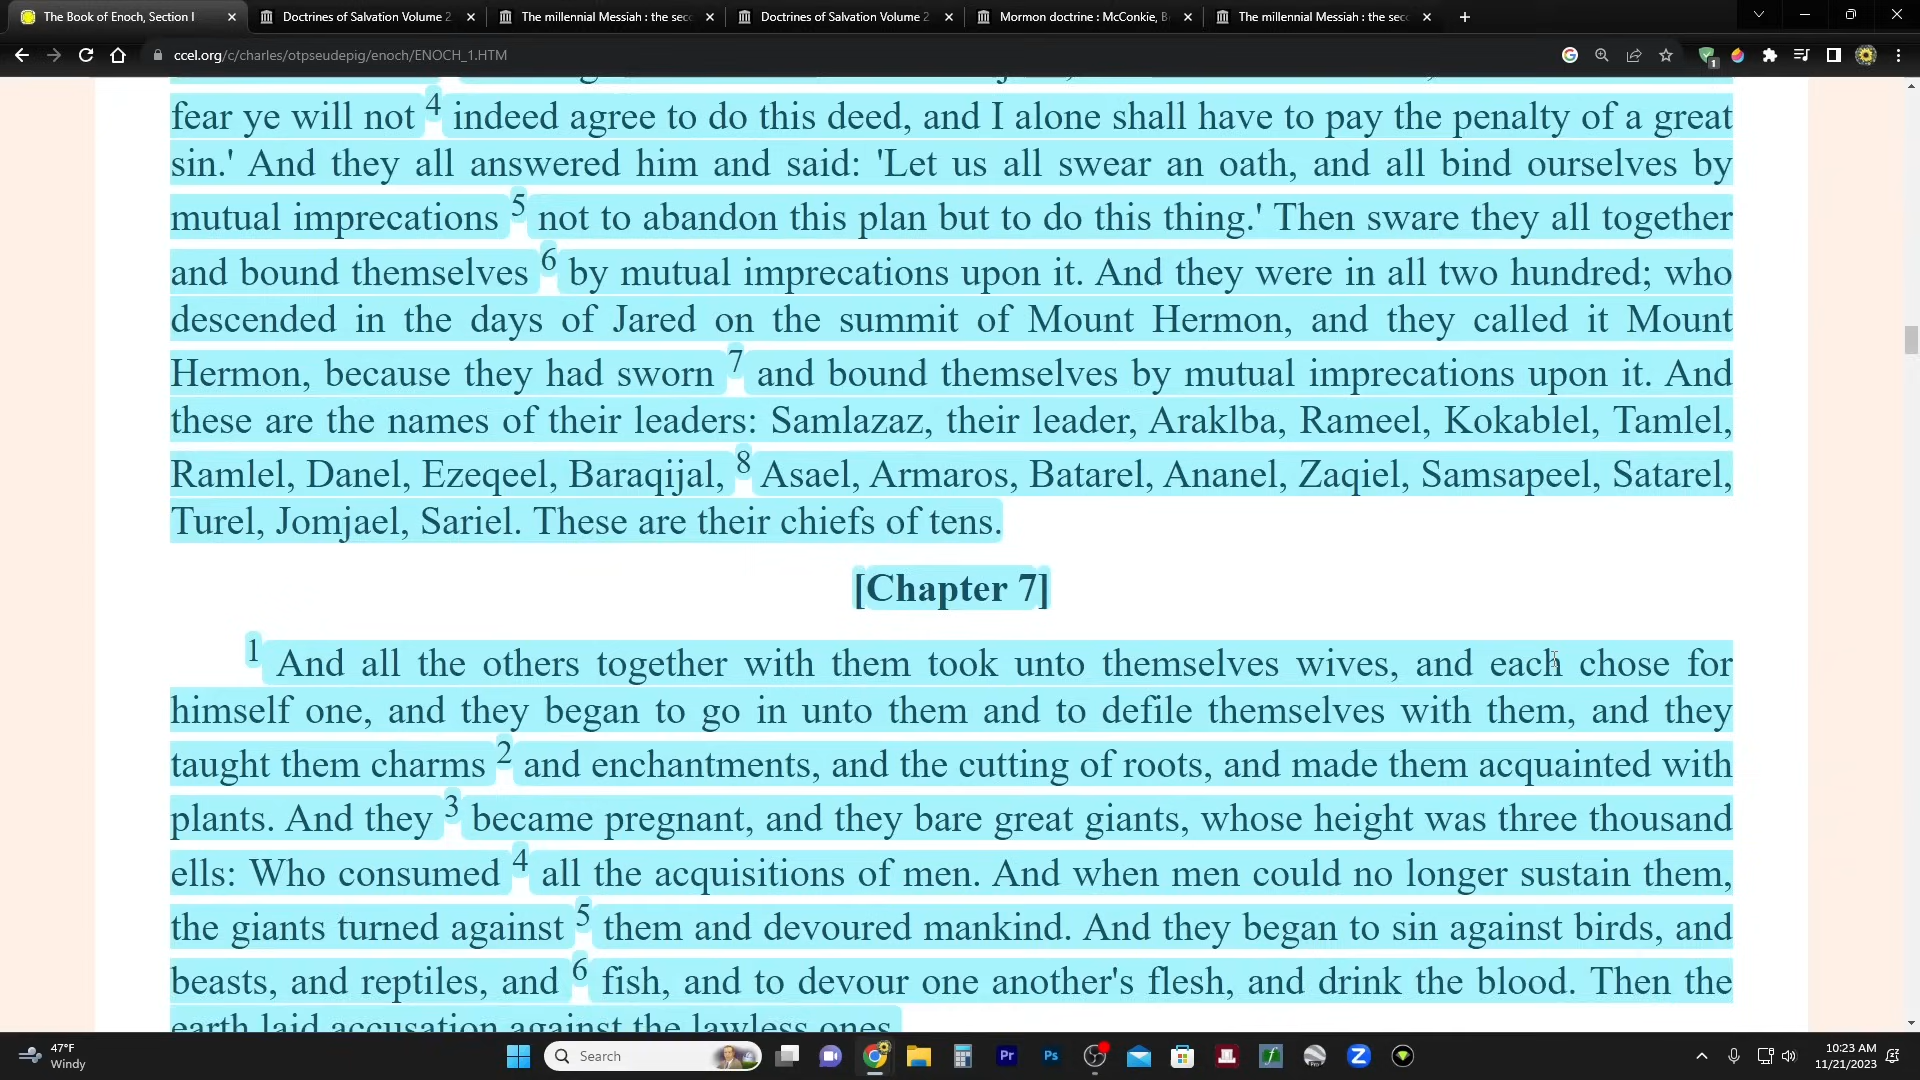 The Book of Enoch, Section I
Doctrines of Salvation Volume 2
The millennial Messiah : the sec
Doctrines of Salvation Volume 2
Mormon doctrine : McConkie, B
The millennial Messiah : the sec
ccel.org/c/charles/otpseudepig/enoch/ENOCH_1.HTM
1
fear ye will not 4 indeed agree to do this deed, and I alone shall have to pay the penalty of a great
sin.' And they all answered him and said: 'Let us all swear an oath, and all bind ourselves by
mutual imprecations 5 not to abandon this plan but to do this thing.' Then sware they all together
and bound themselves 6 by mutual imprecations upon it. And they were in all two hundred; who
descended in the days of Jared on the summit of Mount Hermon, and they called it Mount
Hermon, because they had sworn 7 and bound themselves by mutual imprecations upon it. And
these are the names of their leaders: Samlazaz, their leader, Araklba, Rameel, Kokablel, Tamlel,
Ramlel, Danel, Ezeqeel, Baraqijal, 8 Asael, Armaros, Batarel, Ananel, Zaqiel, Samsapeel, Satarel,
Turel, Jomjael, Sariel. These are their chiefs of tens.
[Chapter 7]
1 And all the others together with them took unto themselves wives, and each chose for
himself one, and they began to go in unto them and to defile themselves with them, and they
taught them charms 2 and enchantments, and the cutting of roots, and made them acquainted with
plants. And they 3 became pregnant, and they bare great giants, whose height was three thousand
ells: Who consumed 4 all the acquisitions of men. And when men could no longer sustain them,
the giants turned against 5 them and devoured mankind. And they began to sin against birds, and
beasts, and reptiles, and 6 fish, and to devour one another's flesh, and drink the blood. Then the
earth laid accusation against the lawless ones.
47°F
Windy
Search
Pr
Ps
10:23 AM
11/21/2023